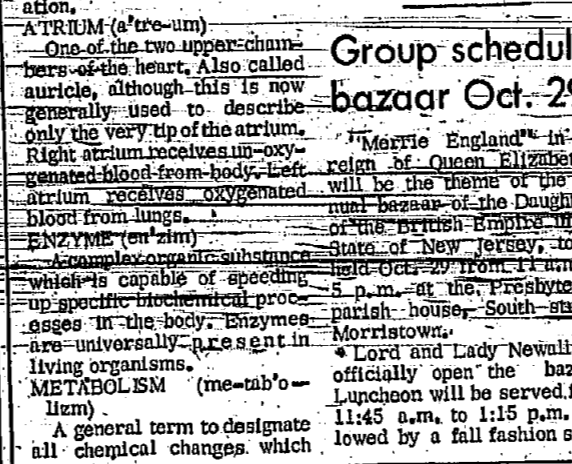 ation.
ATRIUM (a'tre-um)
One of the two upper cham-
bers of the heart. Also called
auricle, although this is now
generally used to describe
only the very tip of the atrium.
Right atrium receives un-oxy-
genated blood from body. Left
atrium receives oxygenated
blood from lungs.
ENZYME (en'zim)
A complex organic substance
which is capable of speeding
up specific biochemical proc-
esses in the body. Enzymes
are universally present in
living organisms.
METABOLISM (me-tab'o-
lizm)
A general term to designate
all chemical changes which
Group schedul
bazaar Oct. 29
"Merrie England" in
reign of Queen Elizabet
will be the theme of the
nual bazaar of the Daugh
of the British Empire in
State of New Jersey, to
held Oct. 29 from 11 a.m
5 p.m. at the Presbyte
parish house, South st
Morristown.
Lord and Lady Newall
officially open the baz
Luncheon will be served f
11:45 a.m. to 1:15 p.m.
lowed by a fall fashion s